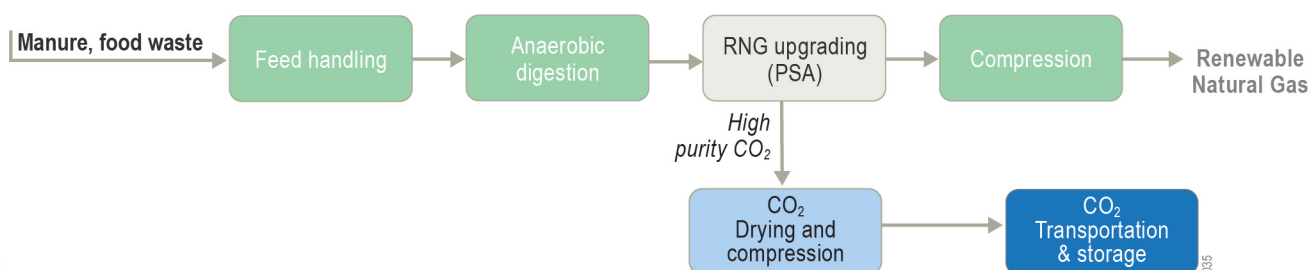 Manure, food waste
Feed handling
Anaerobic
digestion
RNG upgrading
(PSA)
Compression
Renewable
Natural Gas
High
purity CO₂
CO₂
Drying and
compression
CO₂
Transportation
& storage
035